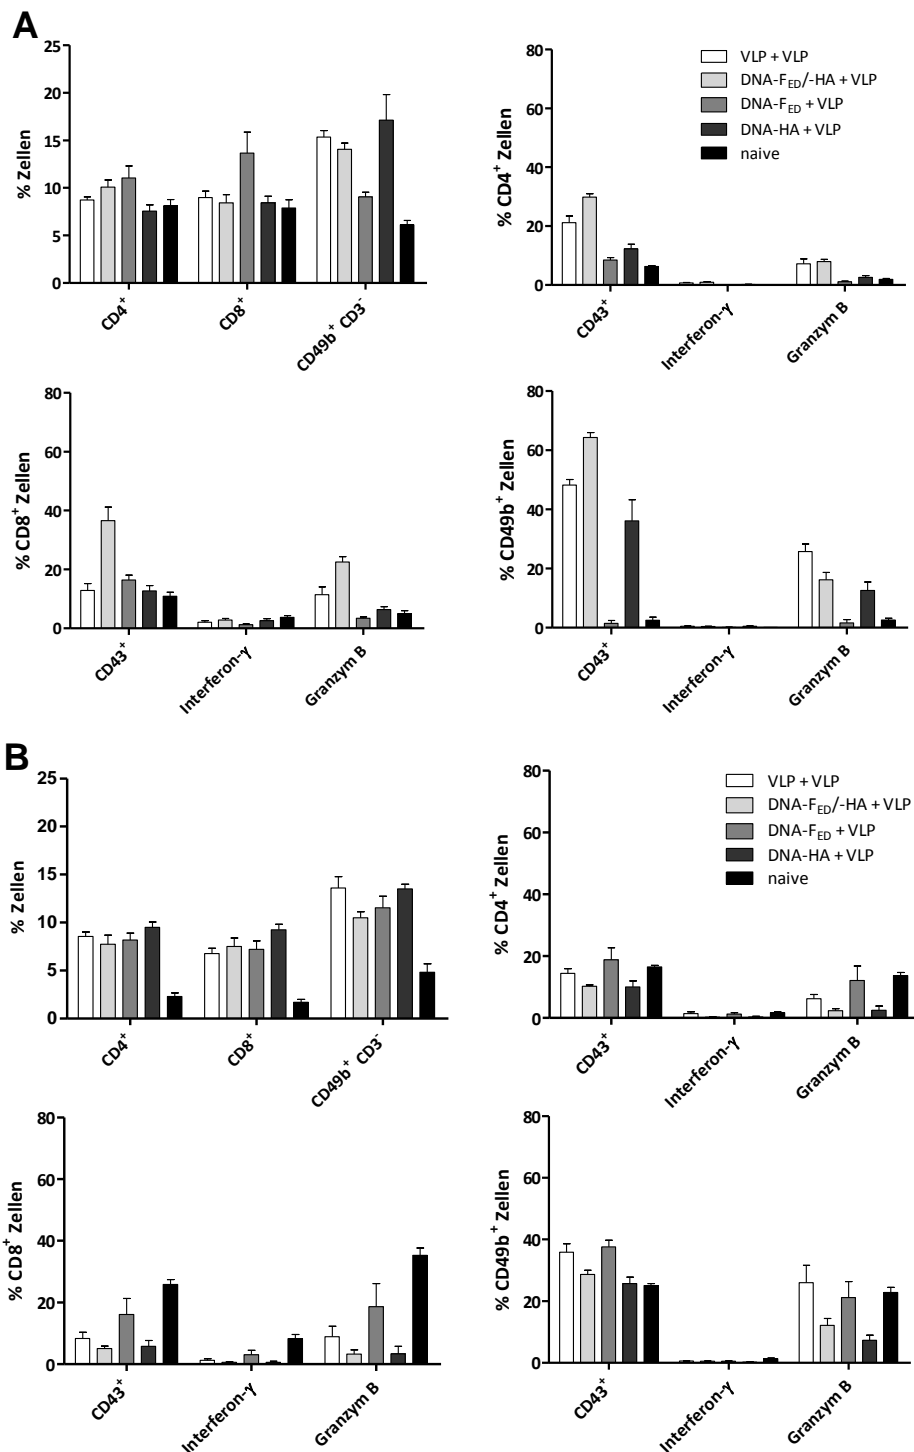 A
% Zellen
25
20
15
10
5
0
CD4⁺
CD8⁺
CD49b⁺ CD3⁻
% CD4⁺ Zellen
80
60
40
20
0
CD43⁺
Interferon-γ
Granzym B
VLP + VLP
DNA-F_ED/-HA + VLP
DNA-F_ED + VLP
DNA-HA + VLP
naive
% CD8⁺ Zellen
80
60
40
20
0
CD43⁺
Interferon-γ
Granzym B
% CD49b⁺ Zellen
80
60
40
20
0
CD43⁺
Interferon-γ
Granzym B
B
% Zellen
25
20
15
10
5
0
CD4⁺
CD8⁺
CD49b⁺ CD3⁻
% CD4⁺ Zellen
80
60
40
20
0
CD43⁺
Interferon-γ
Granzym B
VLP + VLP
DNA-F_ED/-HA + VLP
DNA-F_ED + VLP
DNA-HA + VLP
naive
% CD8⁺ Zellen
80
60
40
20
0
CD43⁺
Interferon-γ
Granzym B
% CD49b⁺ Zellen
80
60
40
20
0
CD43⁺
Interferon-γ
Granzym B